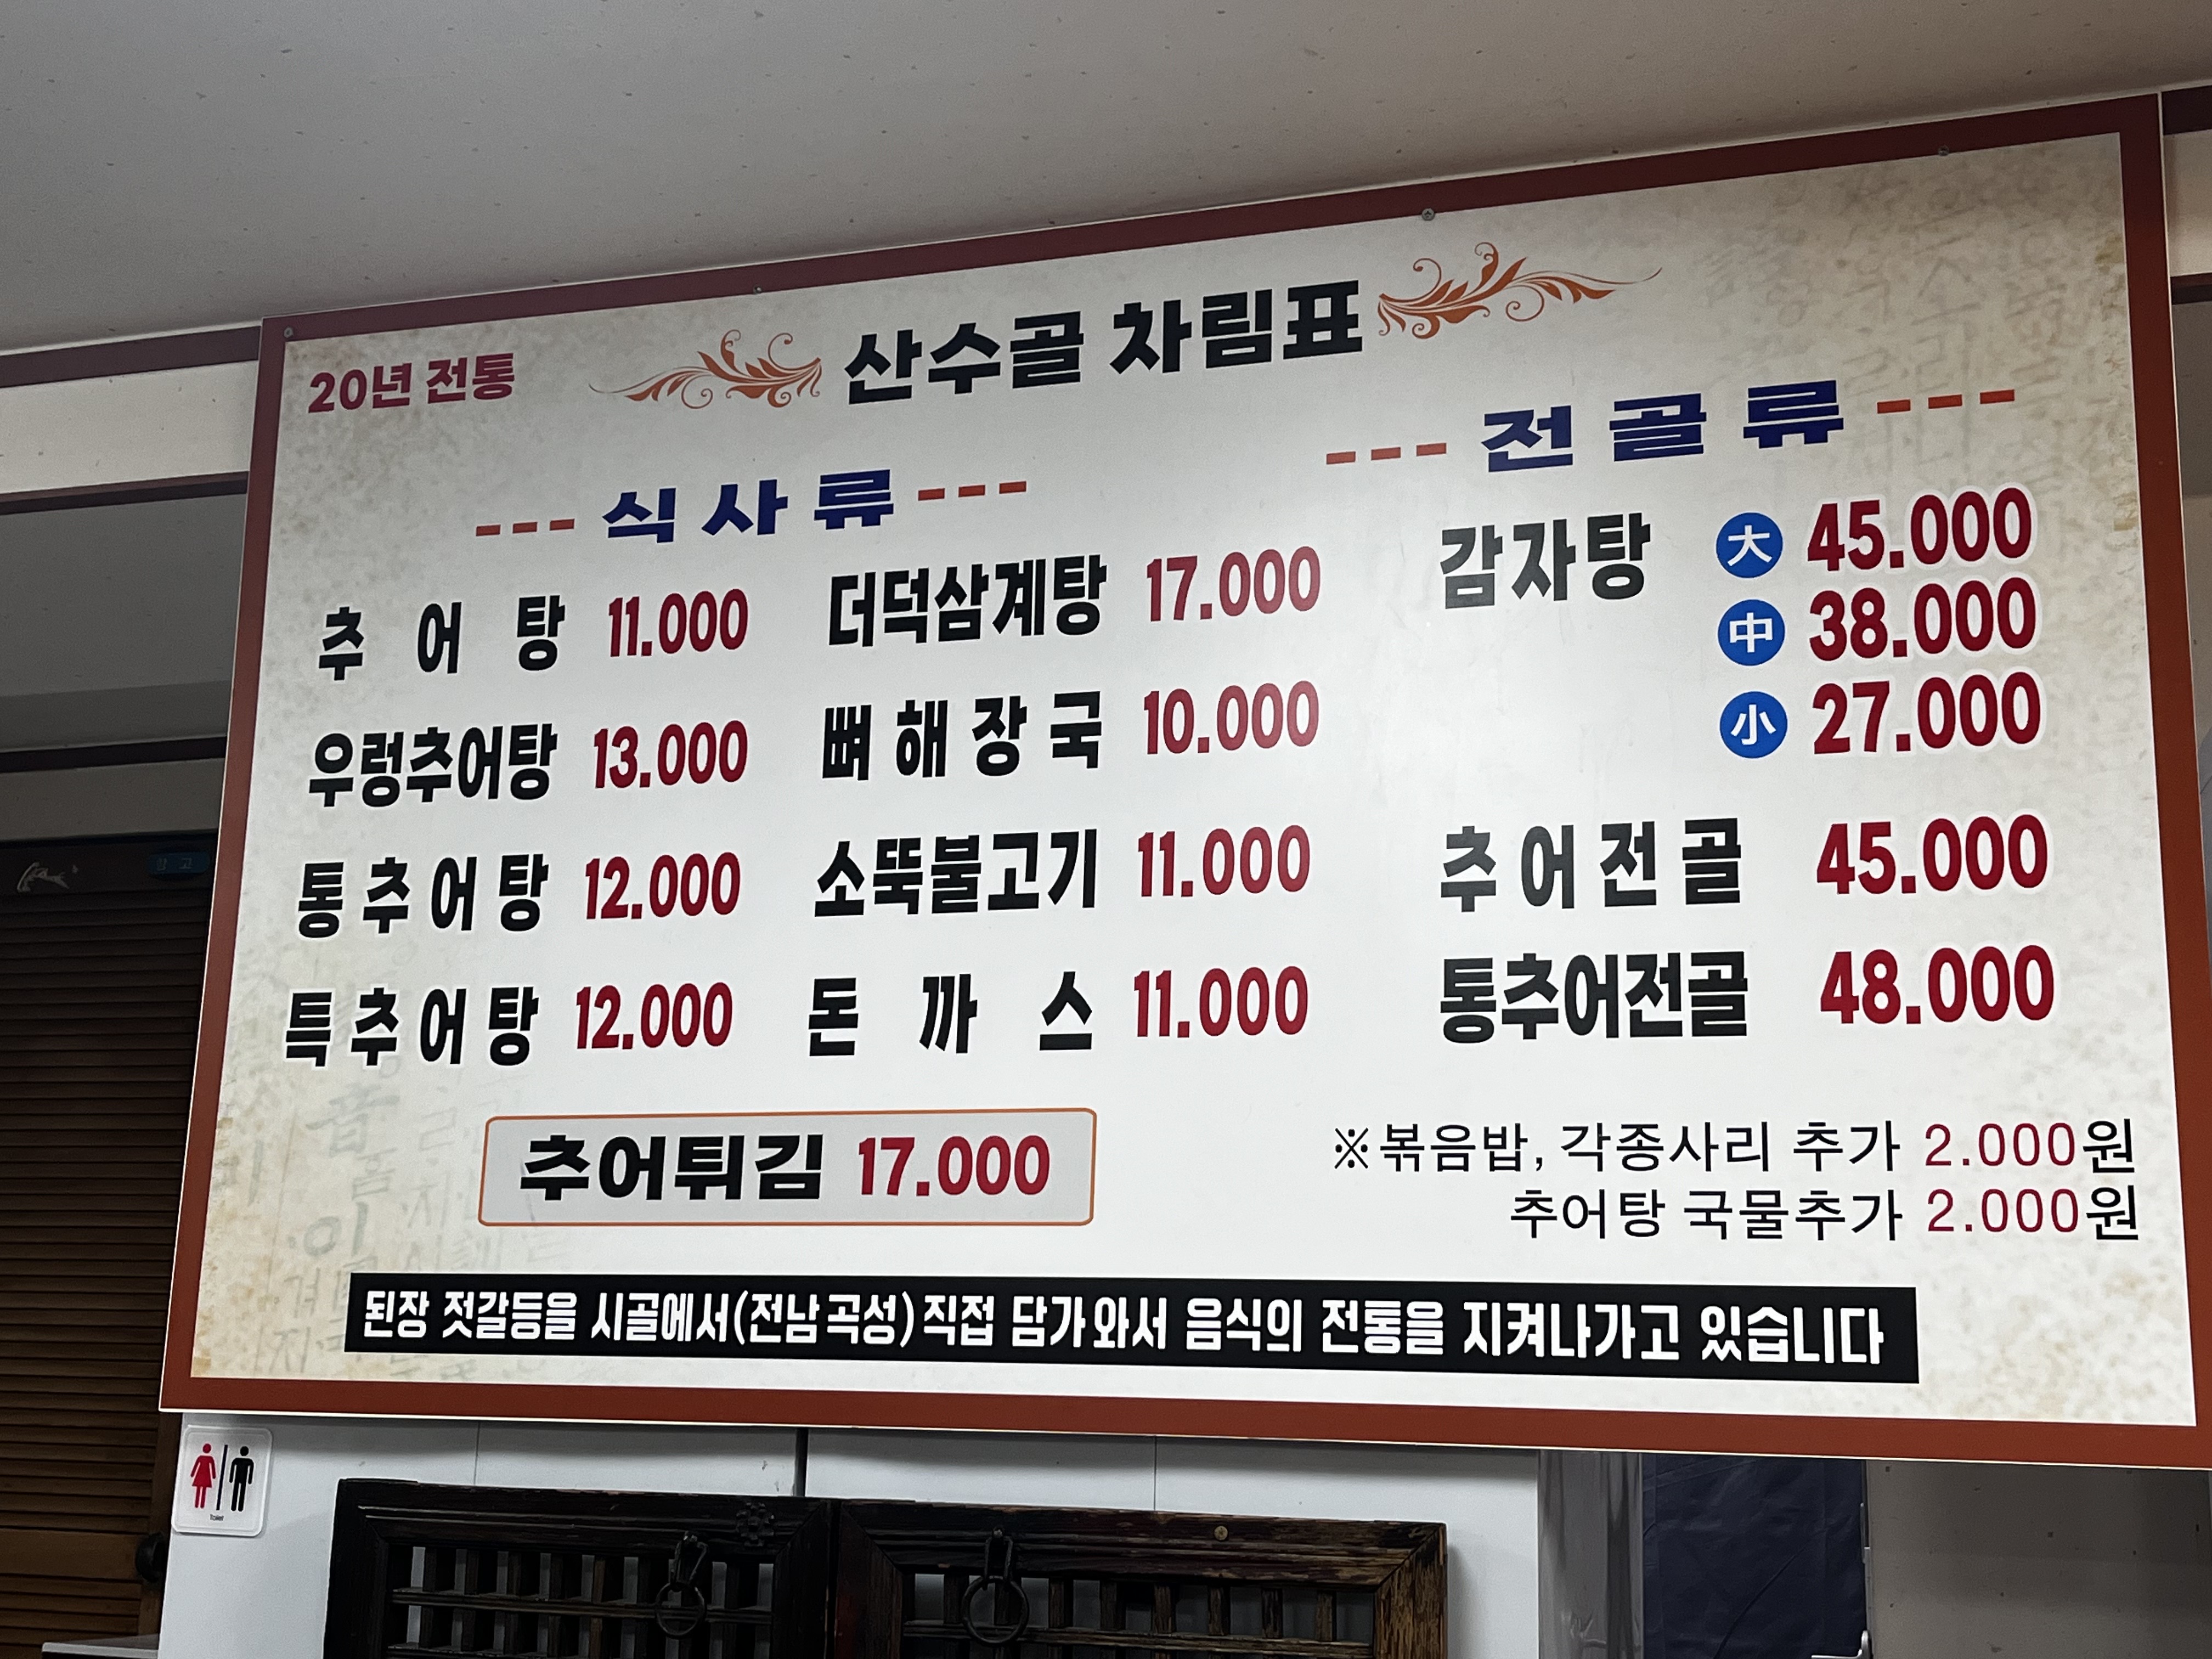 20년 전통
산수골 차림표
--- 식사류 ---
추어탕 11.000
우렁추어탕 13.000
통추어탕 12.000
특추어탕 12.000
더덕삼계탕 17.000
뼈해장국 10.000
소뚝불고기 11.000
돈까스 11.000
추어튀김 17.000
--- 전골류 ---
감자탕 大 45.000
中 38.000
小 27.000
추어전골 45.000
통추어전골 48.000
※볶음밥, 각종사리 추가 2.000원
추어탕 국물추가 2.000원
된장 젓갈등을 시골에서(전남곡성)직접 담가와서 음식의 전통을 지켜나가고 있습니다
Toilet